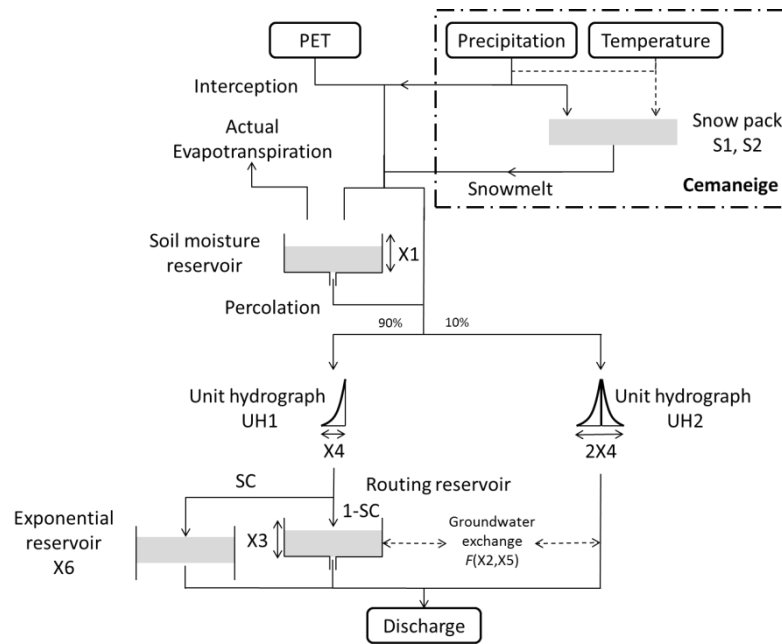 PET
Precipitation
Temperature
Interception
Actual
Evapotranspiration
Snow pack
S1, S2
Snowmelt
Cemaneige
Soil moisture
reservoir
X1
Percolation
90%
10%
Unit hydrograph
UH1
X4
Unit hydrograph
UH2
2X4
SC
Routing reservoir
1-SC
Exponential
reservoir
X6
X3
Groundwater
exchange
F(X2,X5)
Discharge